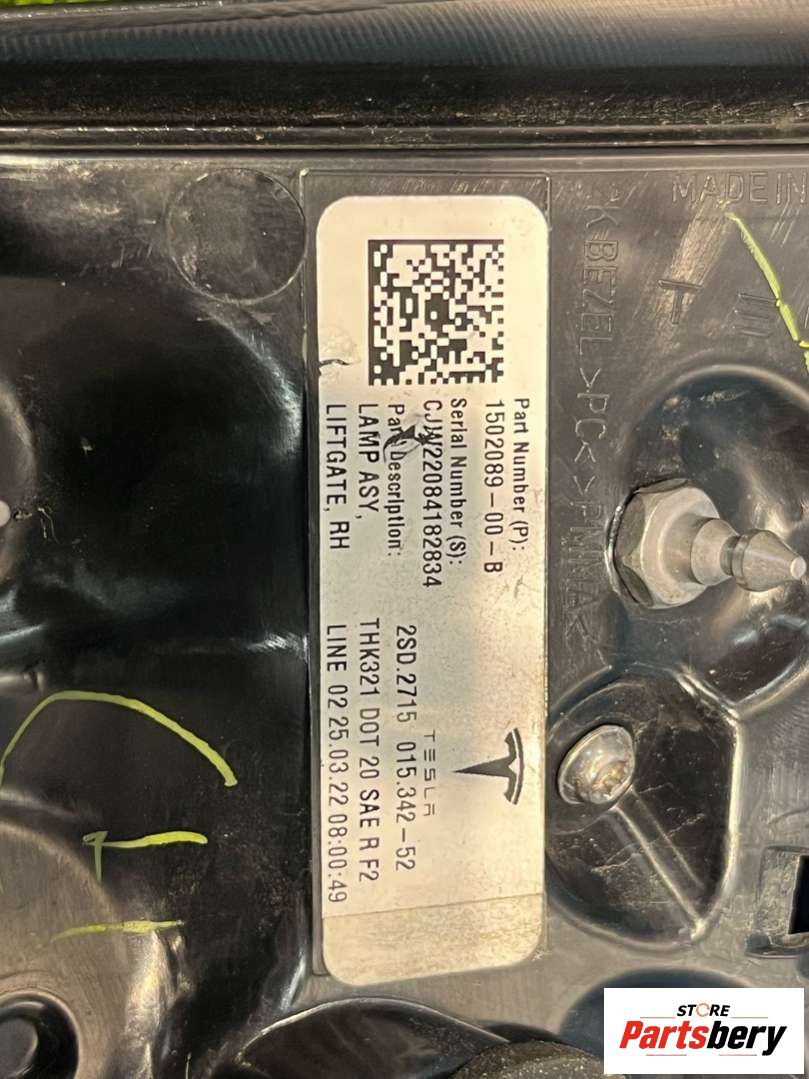 MADE IN
K-BEZEL >PC< >PMMA<
Part Number (P):
1502089-00-B
Serial Number (S):
CJW22084182834
Part Description:
LAMP ASY,
LIFTGATE, RH
TESLA
2SD.2715 015.342-52
THK321 DOT 20 SAE R F2
LINE 02 25.03.22 08:00:49
STORE
Partsbery